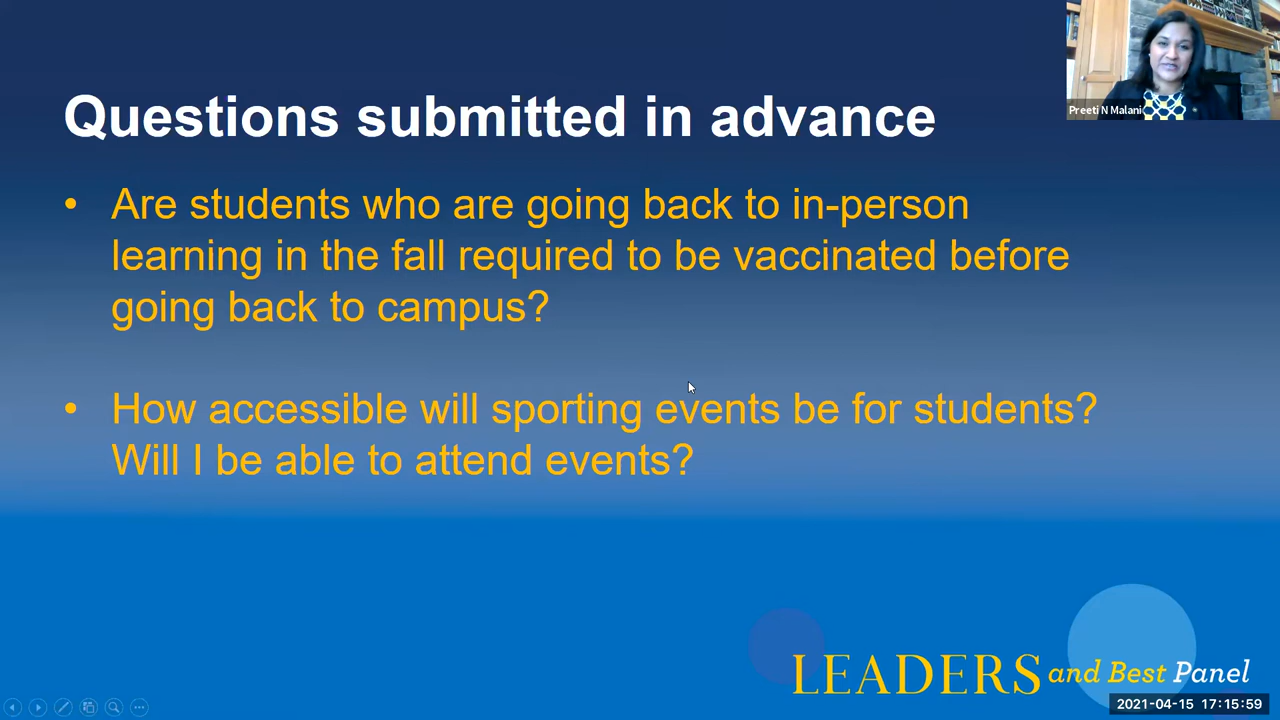 Questions submitted in advance
Preeti N Malani
• Are students who are going back to in-person
learning in the fall required to be vaccinated before
going back to campus?
• How accessible will sporting events be for students?
Will I be able to attend events?
LEADERS and Best Panel
2021-04-15 17:15:59